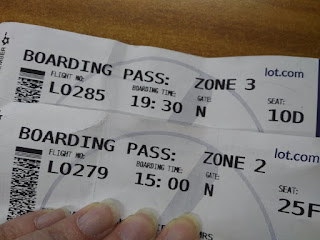 BOARDING PASS: ZONE 3 lot.com
FLIGHT NO: BOARDING TIME: GATE: SEAT:
LO285 19:30 N 10D
BOARDING PASS: ZONE 2 lot.com
FLIGHT NO: BOARDING TIME: GATE: SEAT:
LO279 15:00 N 25F
MRS